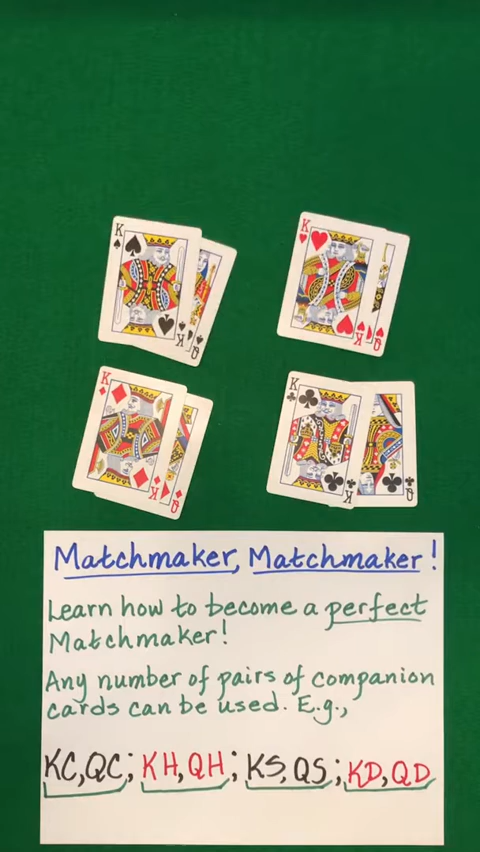 K
K
K
Q
K
Q
K
K
K
Q
K
Q
Matchmaker, Matchmaker!
Learn how to become a perfect
Matchmaker!
Any number of pairs of companion
cards can be used. E.g.,
KC,QC; KH,QH; KS,QS; KD,QD